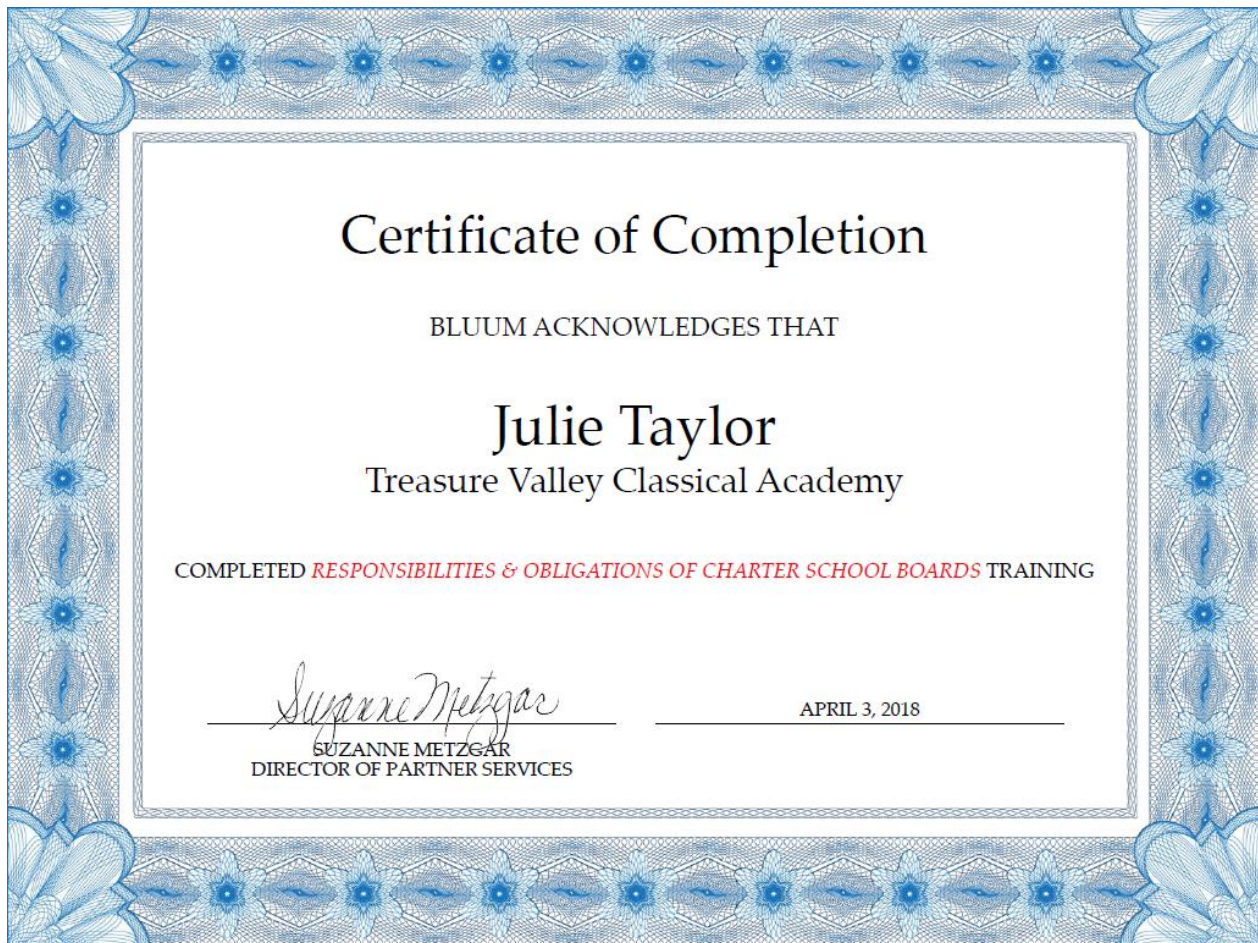 Certificate of Completion
BLUUM ACKNOWLEDGES THAT
Julie Taylor
Treasure Valley Classical Academy
COMPLETED RESPONSIBILITIES & OBLIGATIONS OF CHARTER SCHOOL BOARDS TRAINING
Suzanne Metzgar
APRIL 3, 2018
SUZANNE METZGAR
DIRECTOR OF PARTNER SERVICES